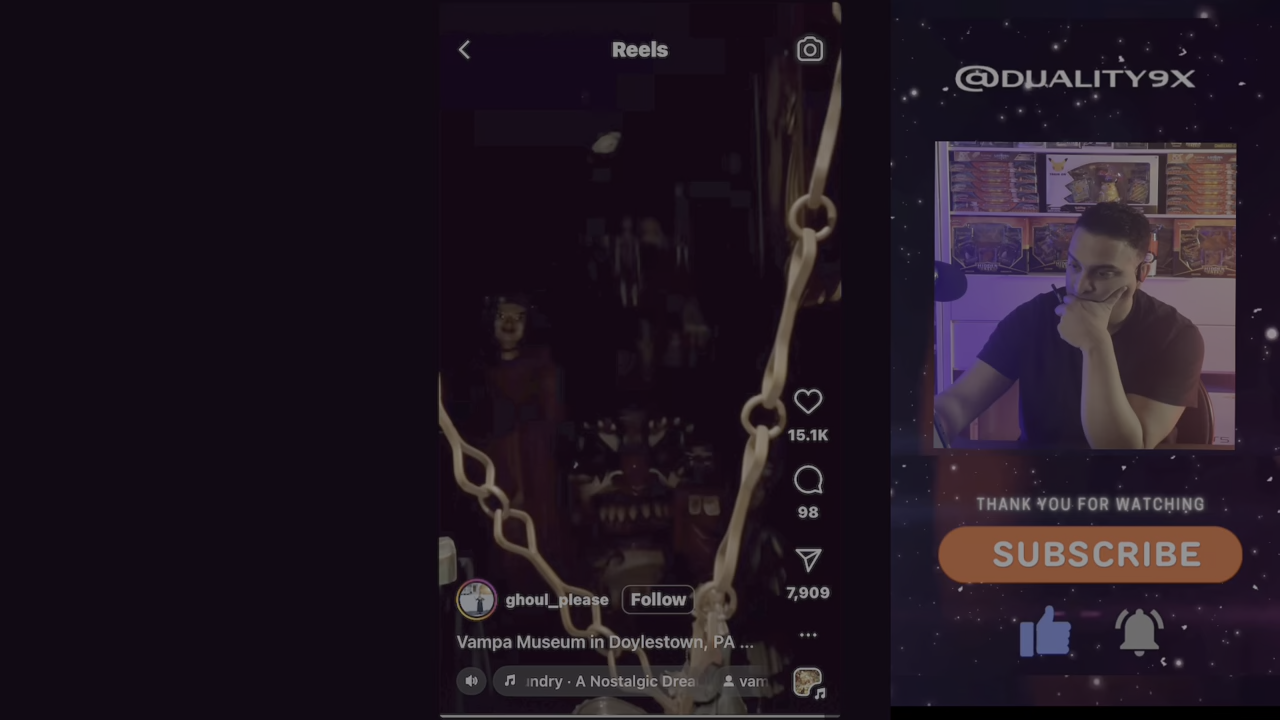 Reels
@DUALITY9X
15.1K
98
7,909
ghoul_please
Follow
Vampa Museum in Doylestown, PA ...
ndry · A Nostalgic Drea
vam
THANK YOU FOR WATCHING
SUBSCRIBE